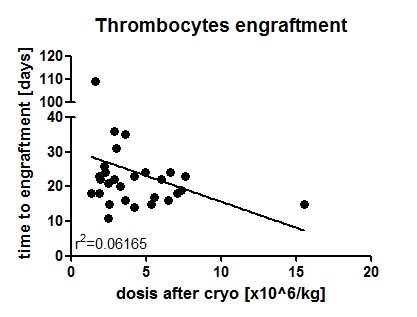 Thrombocytes engraftment
time to engraftment [days]
120
110
100
40
30
20
10
0
r²=0.06165
0 5 10 15 20
dosis after cryo [x10^6/kg]